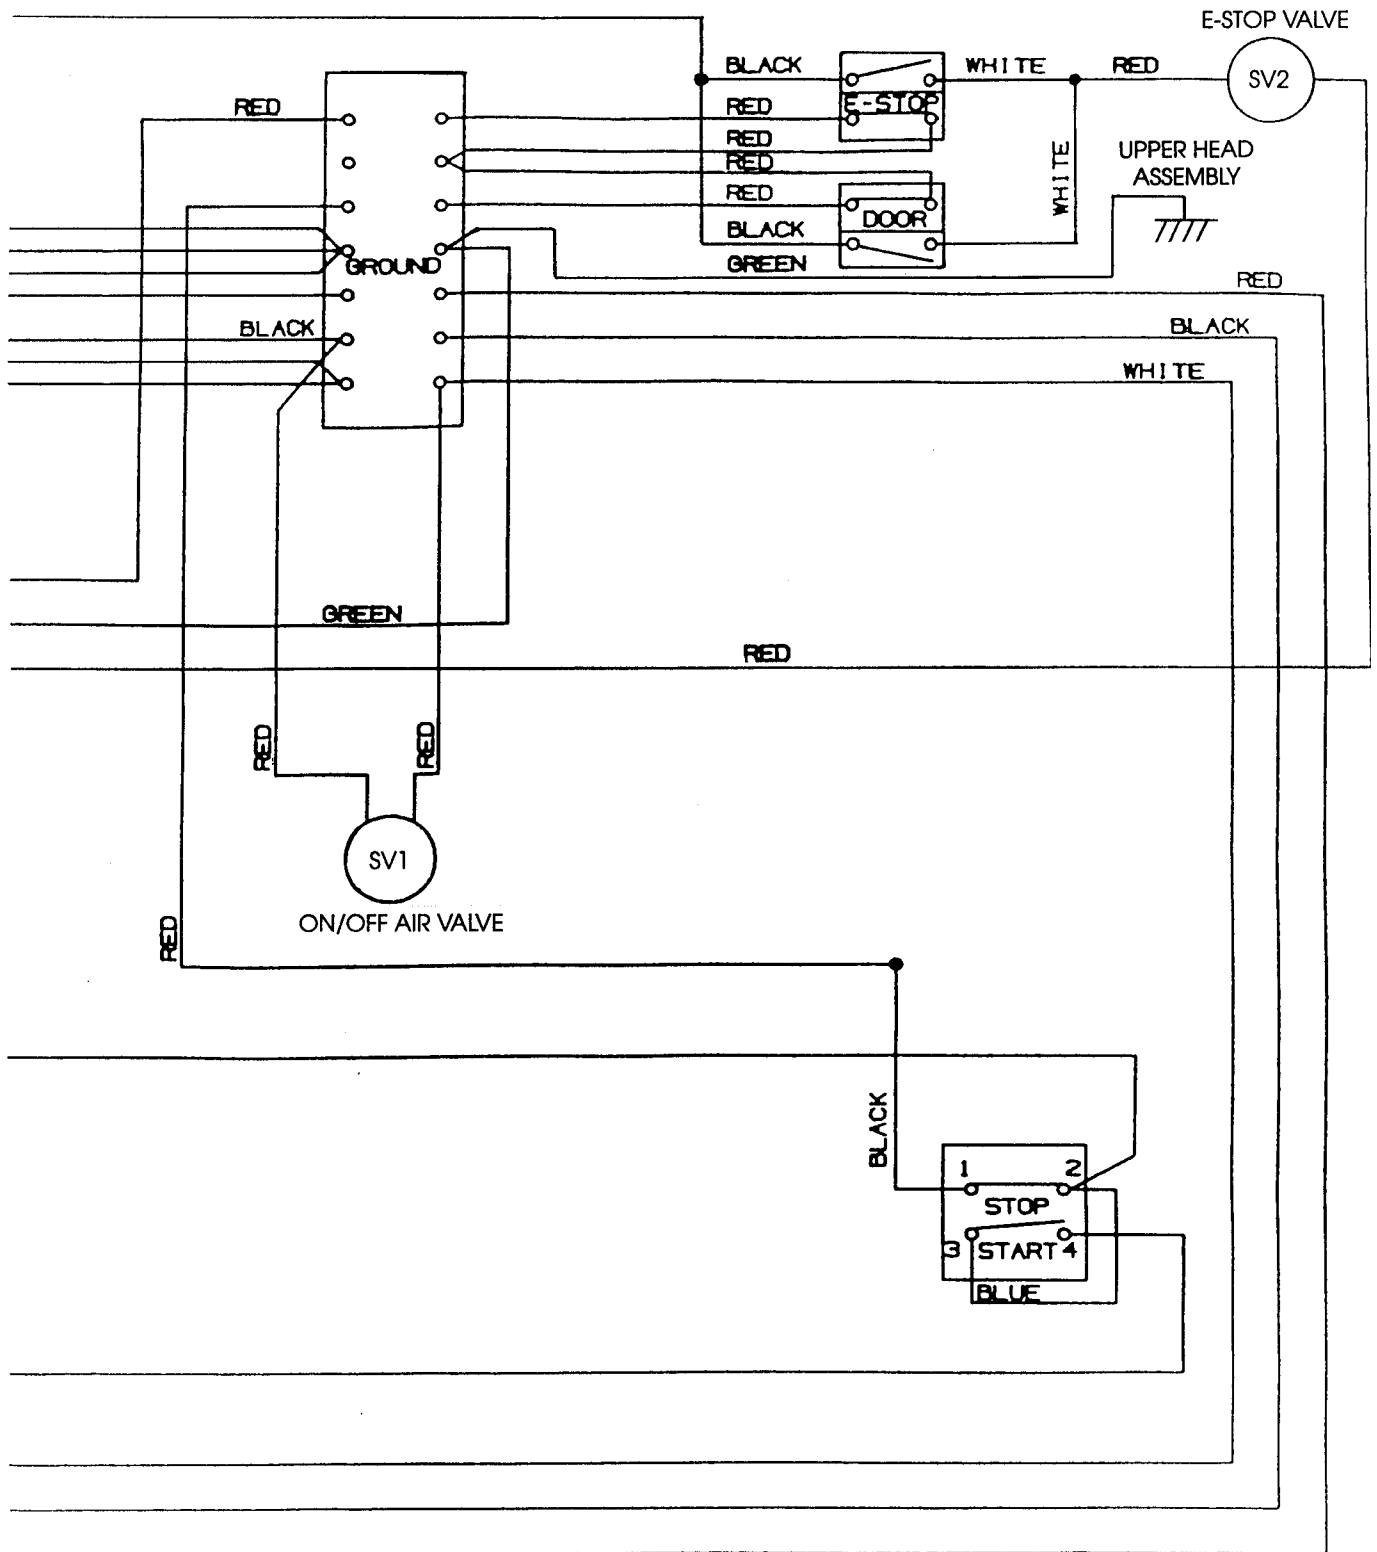 E-STOP VALVE
BLACK
WHITE
RED
SV2
RED
RED
E-STOP
RED
RED
UPPER HEAD
ASSEMBLY
WHITE
RED
DOOR
BLACK
GREEN
GROUND
RED
BLACK
BLACK
WHITE
GREEN
RED
RED
RED
SV1
ON/OFF AIR VALVE
RED
BLACK
1
2
STOP
3
START
4
BLUE